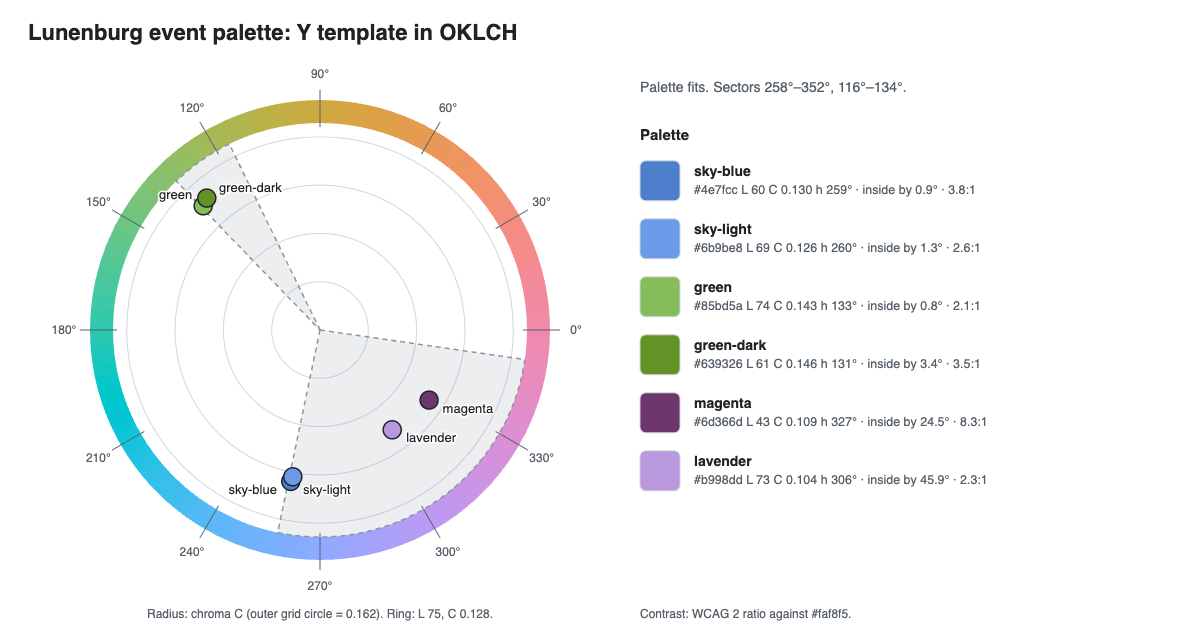 Lunenburg event palette: Y template in OKLCH
90°
120°
60°
150°
30°
180°
0°
210°
330°
240°
300°
270°
green
green-dark
magenta
lavender
sky-blue
sky-light
Radius: chroma C (outer grid circle = 0.162). Ring: L 75, C 0.128.
Palette fits. Sectors 258°–352°, 116°–134°.
Palette
sky-blue
#4e7fcc L 60 C 0.130 h 259° · inside by 0.9° · 3.8:1
sky-light
#6b9be8 L 69 C 0.126 h 260° · inside by 1.3° · 2.6:1
green
#85bd5a L 74 C 0.143 h 133° · inside by 0.8° · 2.1:1
green-dark
#639326 L 61 C 0.146 h 131° · inside by 3.4° · 3.5:1
magenta
#6d366d L 43 C 0.109 h 327° · inside by 24.5° · 8.3:1
lavender
#b998dd L 73 C 0.104 h 306° · inside by 45.9° · 2.3:1
Contrast: WCAG 2 ratio against #faf8f5.